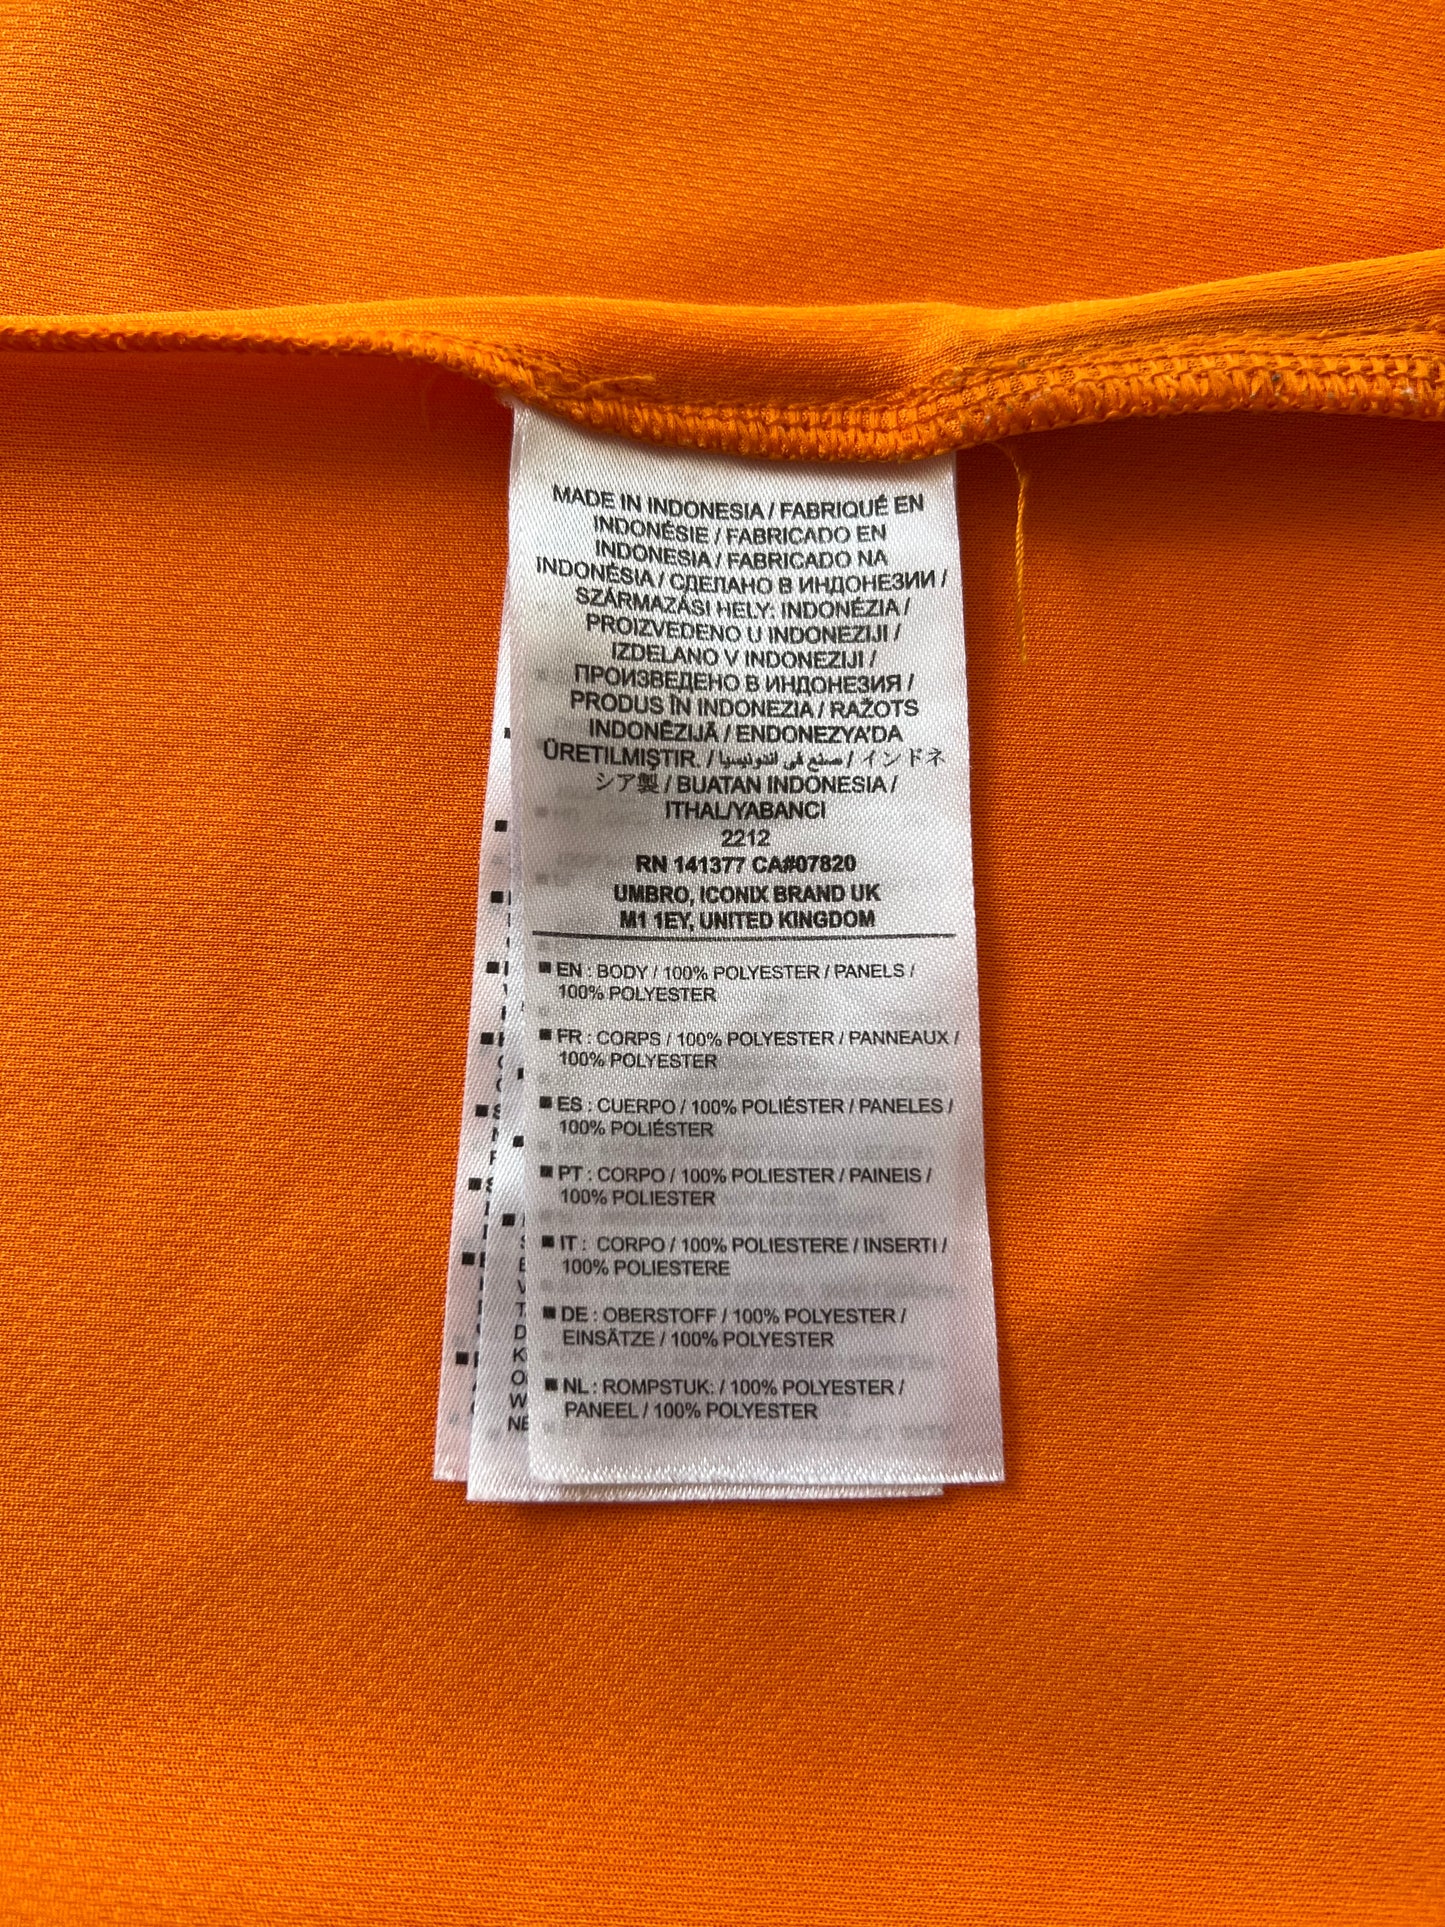 MADE IN INDONESIA / FABRIQUÉ EN
INDONÉSIE / FABRICADO EN
INDONESIA / FABRICADO NA
INDONÉSIA / СДЕЛАНО В ИНДОНЕЗИИ /
SZÁRMAZÁSI HELY: INDONÉZIA /
PROIZVEDENO U INDONEZIJI /
IZDELANO V INDONEZIJI /
ПРОИЗВЕДЕНО В ИНДОНЕЗИЯ /
PRODUS ÎN INDONEZIA / RAŽOTS
INDONĒZIJĀ / ENDONEZYA'DA
ÜRETILMIŞTIR. / صنع في اندونيسيا / インドネ
シア製 / BUATAN INDONESIA /
ITHAL/YABANCI
2212
RN 141377 CA#07820
UMBRO, ICONIX BRAND UK
M1 1EY, UNITED KINGDOM
EN : BODY / 100% POLYESTER / PANELS /
100% POLYESTER
FR : CORPS / 100% POLYESTER / PANNEAUX /
100% POLYESTER
ES : CUERPO / 100% POLIÉSTER / PANELES /
100% POLIÉSTER
PT : CORPO / 100% POLIESTER / PAINEIS /
100% POLIESTER
IT : CORPO / 100% POLIESTERE / INSERTI /
100% POLIESTERE
DE : OBERSTOFF / 100% POLYESTER /
EINSÄTZE / 100% POLYESTER
NL : ROMPSTUK: / 100% POLYESTER /
PANEEL / 100% POLYESTER